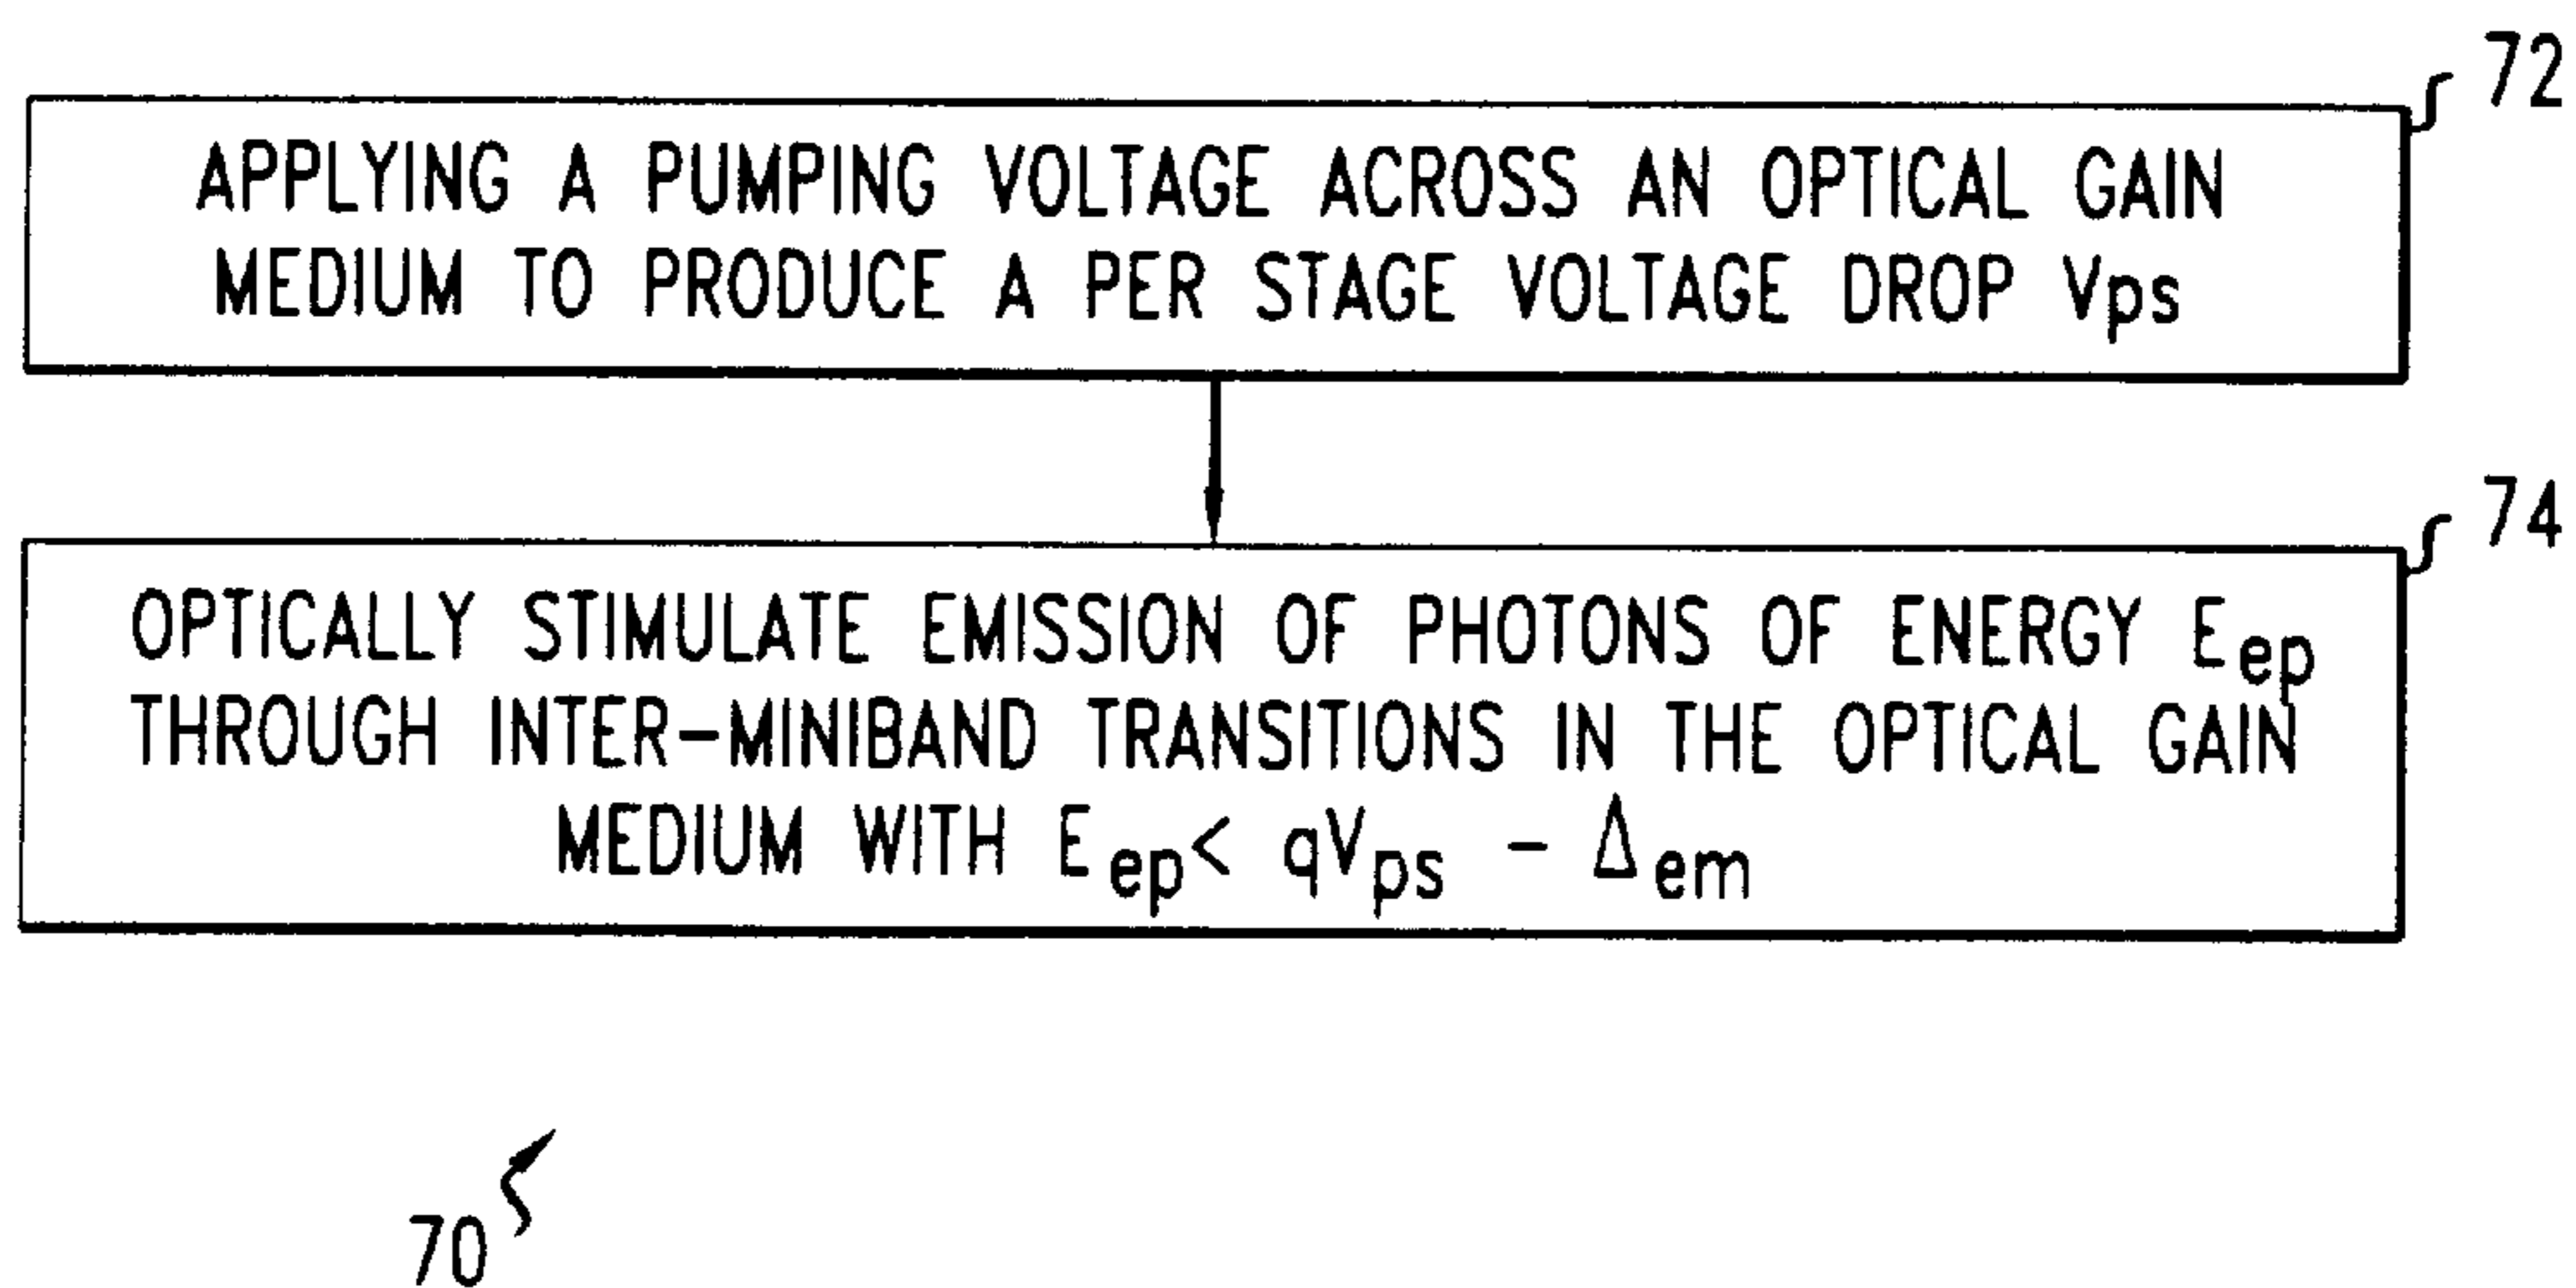 72
APPLYING A PUMPING VOLTAGE ACROSS AN OPTICAL GAIN
MEDIUM TO PRODUCE A PER STAGE VOLTAGE DROP Vps
74
OPTICALLY STIMULATE EMISSION OF PHOTONS OF ENERGY Eep
THROUGH INTER-MINIBAND TRANSITIONS IN THE OPTICAL GAIN
MEDIUM WITH Eep< qVps - Δem
70